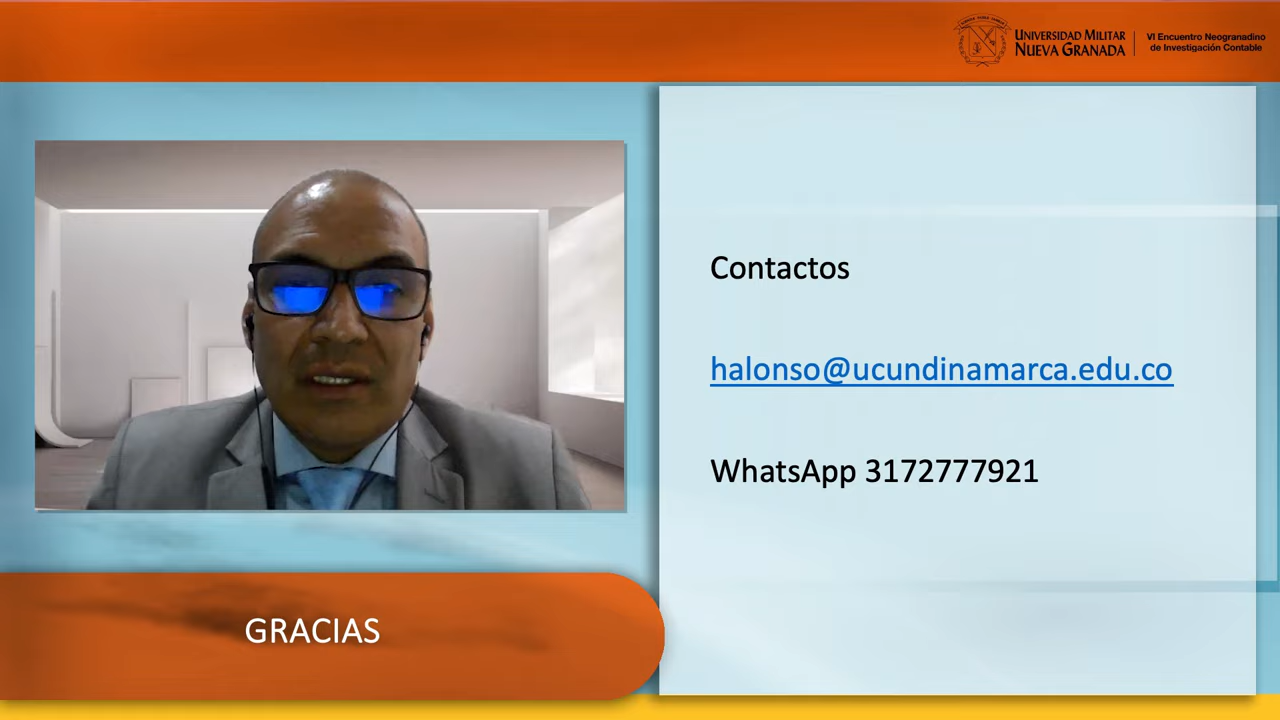 UNIVERSIDAD MILITAR
NUEVA GRANADA
VI Encuentro Neogranadino
de Investigación Contable
Contactos
halonso@ucundinamarca.edu.co
WhatsApp 3172777921
GRACIAS